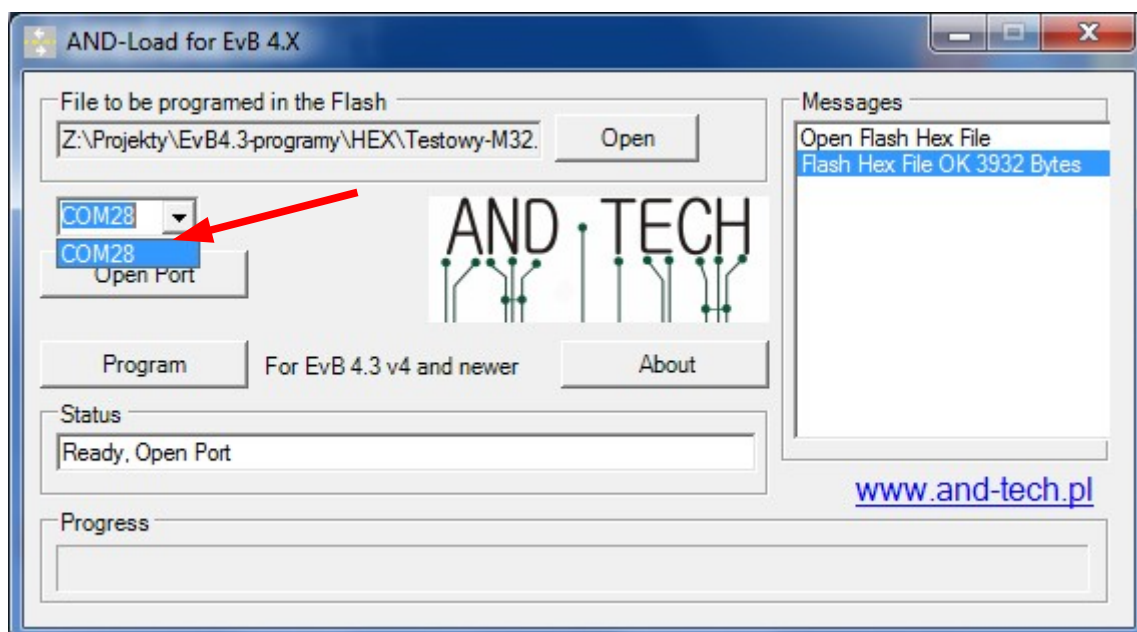 AND-Load for EvB 4.X
File to be programed in the Flash
Z:\Projekty\EvB4.3-programy\HEX\Testowy-M32.
Open
Messages
Open Flash Hex File
Flash Hex File OK 3932 Bytes
COM28
COM28
Open Port
AND TECH
Program
For EvB 4.3 v4 and newer
About
Status
Ready, Open Port
www.and-tech.pl
Progress